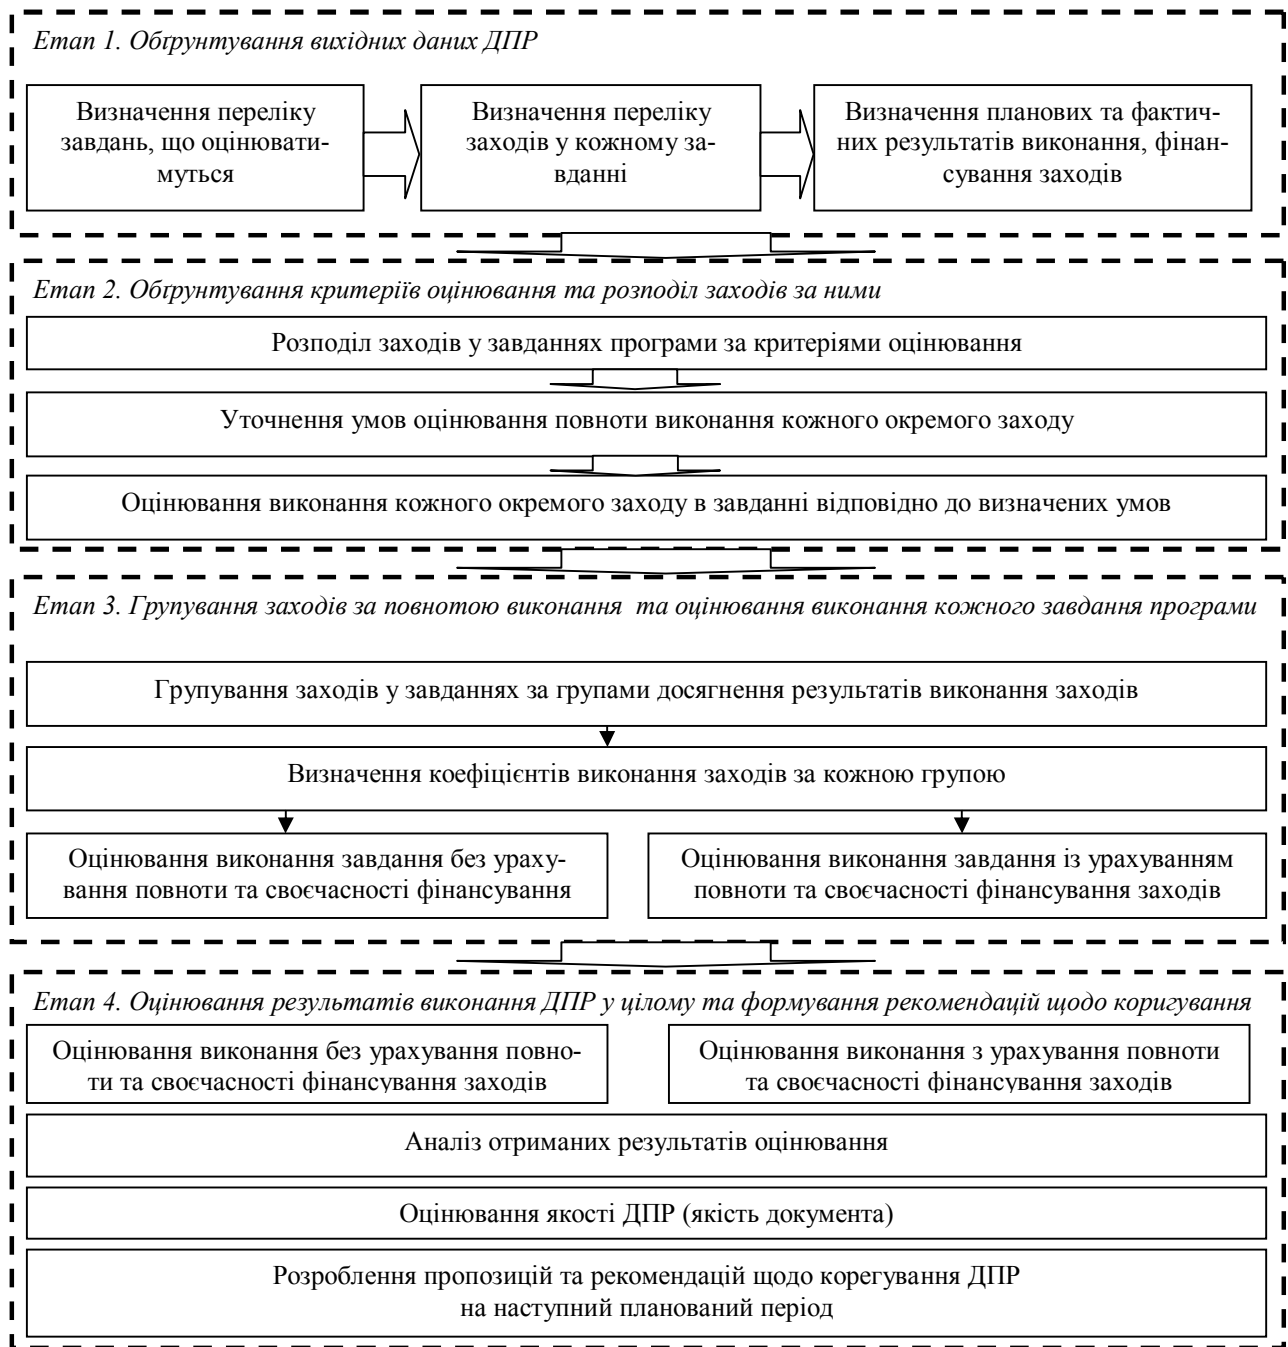 Етап 1. Обґрунтування вихідних даних ДПР
Визначення переліку
завдань, що оцінювати-
муться
Визначення переліку
заходів у кожному за-
вданні
Визначення планових та фактич-
них результатів виконання, фінан-
сування заходів
Етап 2. Обґрунтування критеріїв оцінювання та розподіл заходів за ними
Розподіл заходів у завданнях програми за критеріями оцінювання
Уточнення умов оцінювання повноти виконання кожного окремого заходу
Оцінювання виконання кожного окремого заходу в завданні відповідно до визначених умов
Етап 3. Групування заходів за повнотою виконання та оцінювання виконання кожного завдання програми
Групування заходів у завданнях за групами досягнення результатів виконання заходів
Визначення коефіцієнтів виконання заходів за кожною групою
Оцінювання виконання завдання безураху-
вання повноти та своєчасності фінансування
Оцінювання виконання завдання із урахуванням
повноти та своєчасності фінансування заходів
Етап 4. Оцінювання результатів виконання ДПР у цілому та формування рекомендацій щодо коригування
Оцінювання виконання без урахування повно-
ти та своєчасності фінансування заходів
Оцінювання виконання з урахування повноти
та своєчасності фінансування заходів
Аналіз отриманих результатів оцінювання
Оцінювання якості ДПР (якість документа)
Розроблення пропозицій та рекомендацій щодо корегування ДПР
на наступний планований період